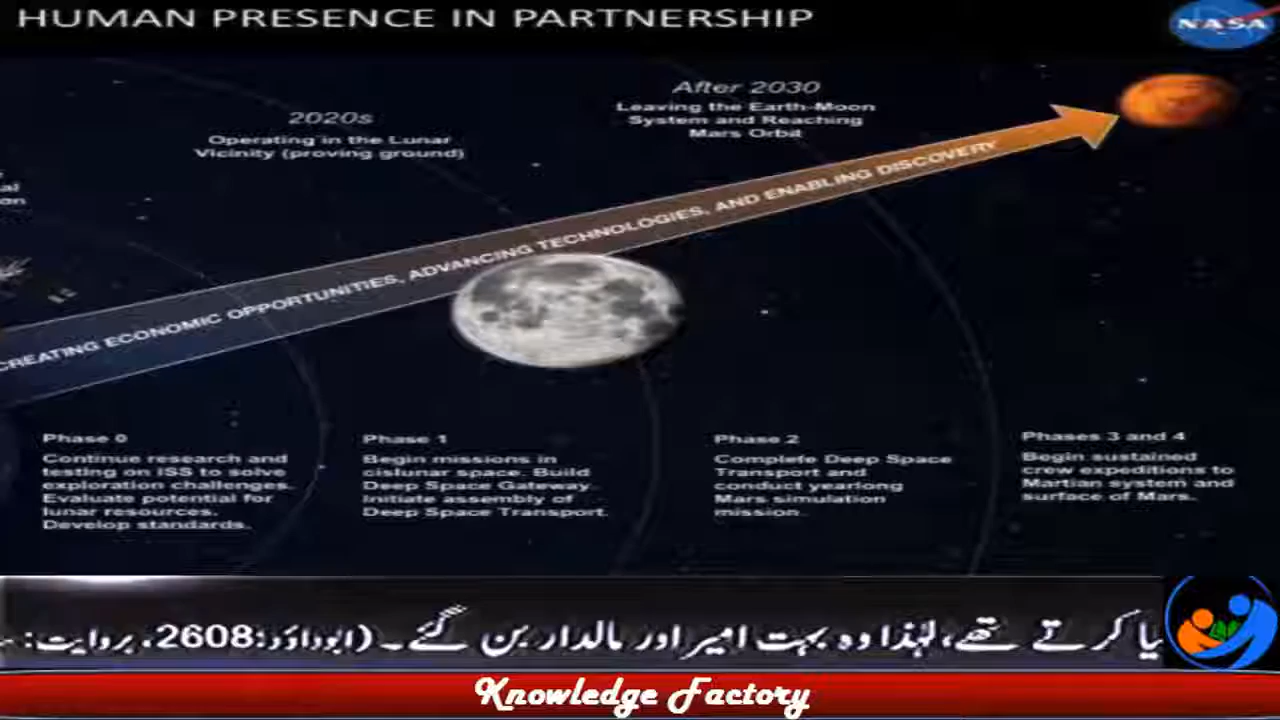 HUMAN PRESENCE IN PARTNERSHIP
NASA
2020s
Operating in the Lunar
Vicinity (proving ground)
After 2030
Leaving the Earth-Moon
System and Reaching
Mars Orbit
al
on
CREATING ECONOMIC OPPORTUNITIES, ADVANCING TECHNOLOGIES, AND ENABLING DISCOVERY
Phase 0
Continue research and
testing on ISS to solve
exploration challenges.
Evaluate potential for
lunar resources.
Develop standards.
Phase 1
Begin missions in
cislunar space. Build
Deep Space Gateway.
Initiate assembly of
Deep Space Transport.
Phase 2
Complete Deep Space
Transport and
conduct yearlong
Mars simulation
mission.
Phases 3 and 4
Begin sustained
crew expeditions to
Martian system and
surface of Mars.
یا کرتے تھے، لہٰذا وہ بہت امیر اور مالدار بن گئے۔ (ابوداؤد:2608، بروایت:
Knowledge Factory